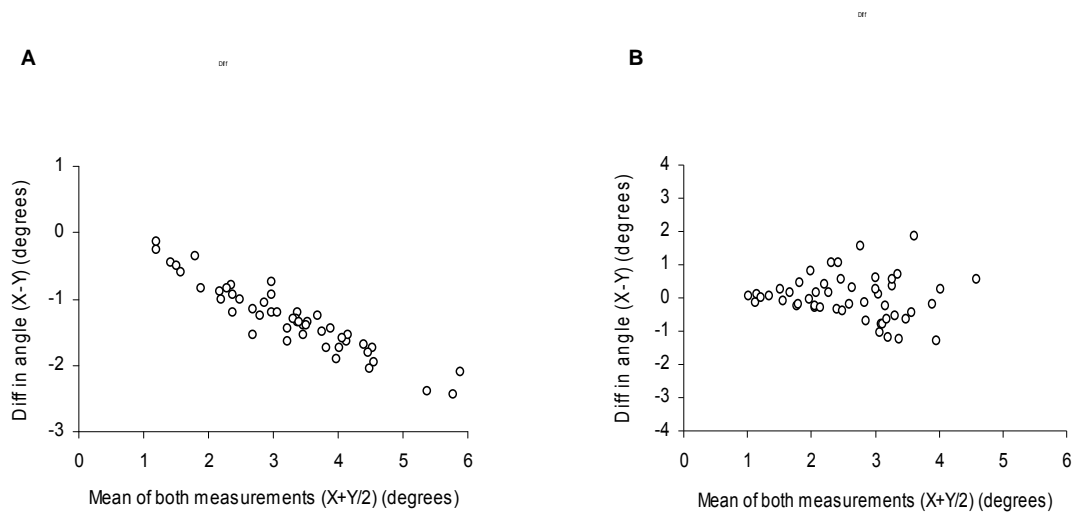 Diff
A
B
Diff
1
0
-1
-2
-3
0 1 2 3 4 5 6
Diff in angle (X-Y) (degrees)
Mean of both measurements (X+Y/2) (degrees)
4
3
2
1
0
-1
-2
-3
-4
0 1 2 3 4 5 6
Diff in angle (X-Y) (degrees)
Mean of both measurements (X+Y/2) (degrees)